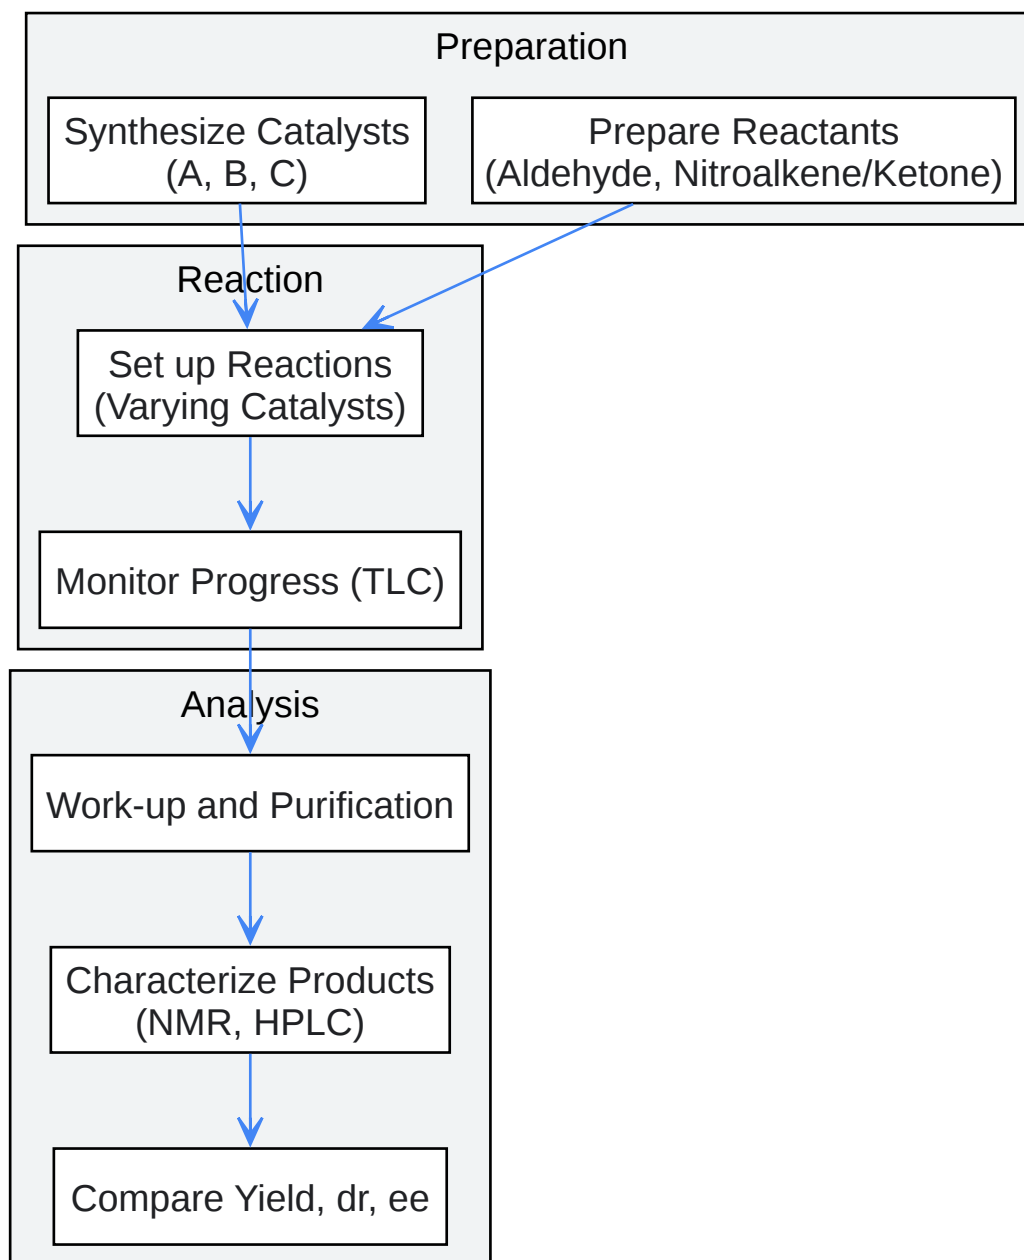 Preparation
Synthesize Catalysts
(A, B, C)
Prepare Reactants
(Aldehyde, Nitroalkene/Ketone)
Reaction
Set up Reactions
(Varying Catalysts)
Monitor Progress (TLC)
Analysis
Work-up and Purification
Characterize Products
(NMR, HPLC)
Compare Yield, dr, ee